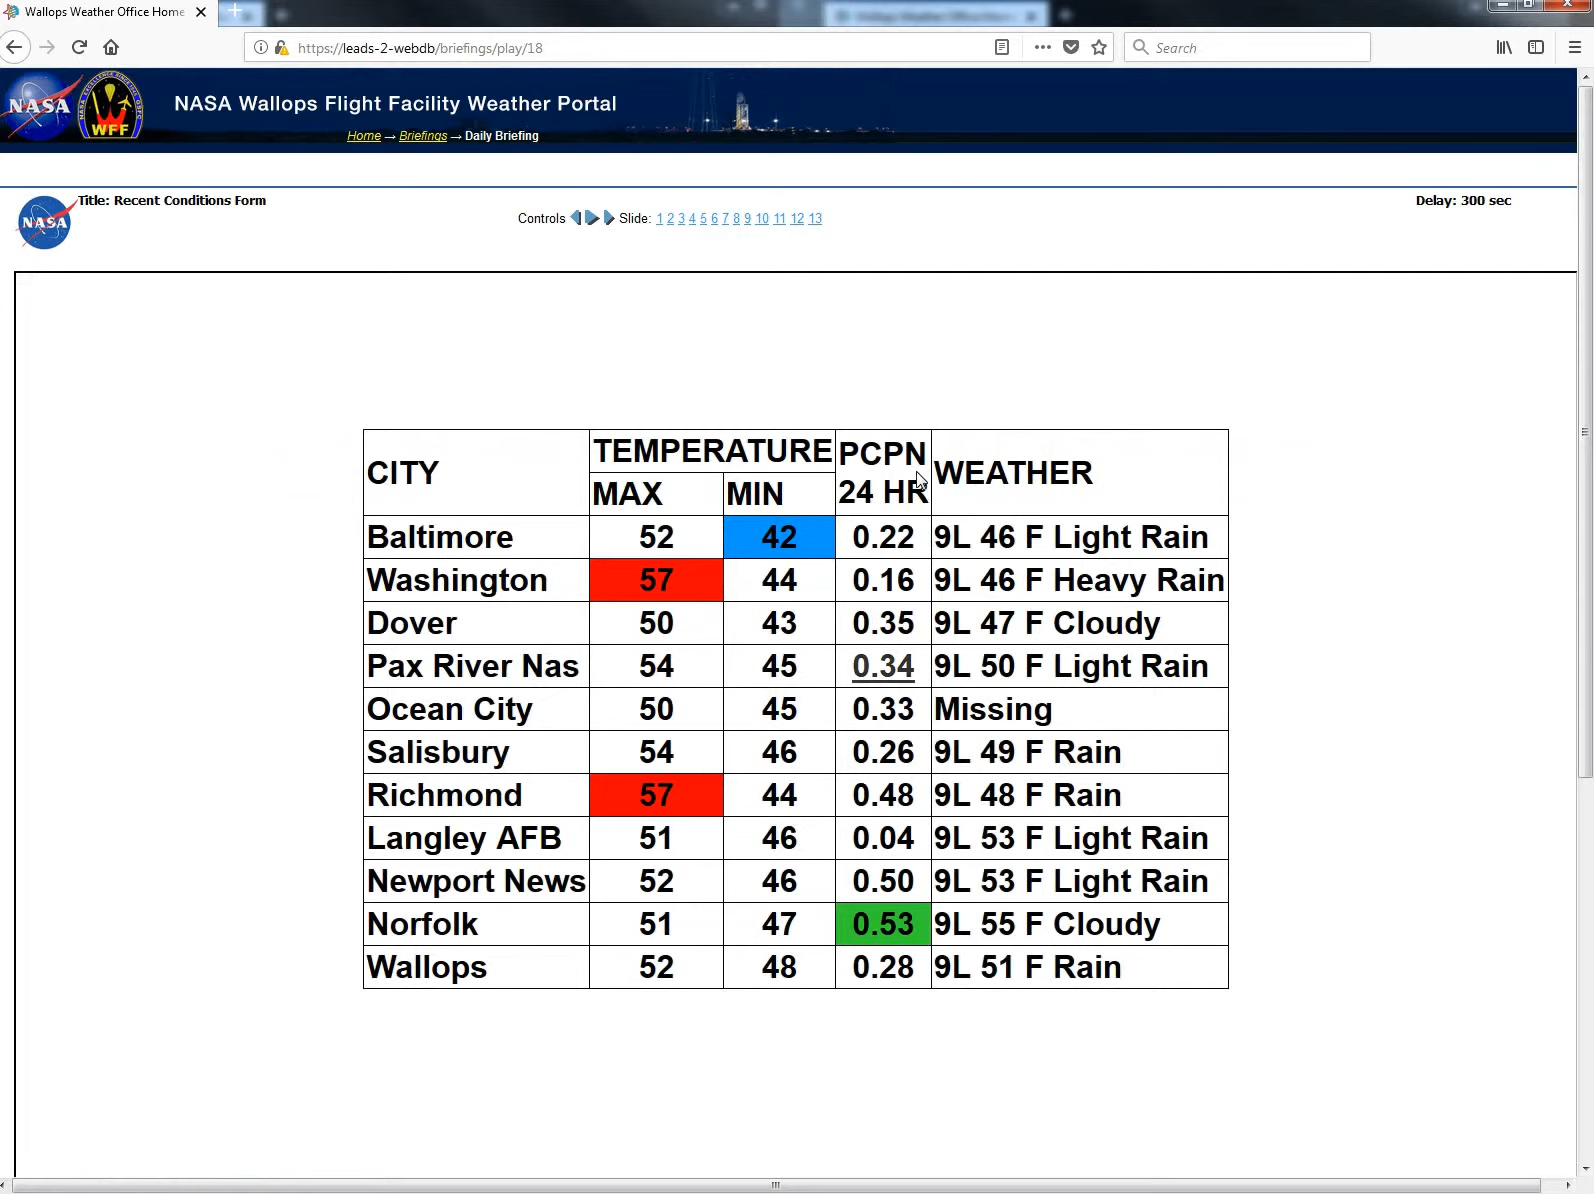 Wallops Weather Office Home
https://leads-2-webdb/briefings/play/18
Search
NASA
WFF
NASA Wallops Flight Facility Weather Portal
Home → Briefings → Daily Briefing
NASA
Title: Recent Conditions Form
Controls Slide: 1 2 3 4 5 6 7 8 9 10 11 12 13
Delay: 300 sec
CITY TEMPERATURE PCPN 24 HR WEATHER
MAX MIN
Baltimore 52 42 0.22 9L 46 F Light Rain
Washington 57 44 0.16 9L 46 F Heavy Rain
Dover 50 43 0.35 9L 47 F Cloudy
Pax River Nas 54 45 0.34 9L 50 F Light Rain
Ocean City 50 45 0.33 Missing
Salisbury 54 46 0.26 9L 49 F Rain
Richmond 57 44 0.48 9L 48 F Rain
Langley AFB 51 46 0.04 9L 53 F Light Rain
Newport News 52 46 0.50 9L 53 F Light Rain
Norfolk 51 47 0.53 9L 55 F Cloudy
Wallops 52 48 0.28 9L 51 F Rain